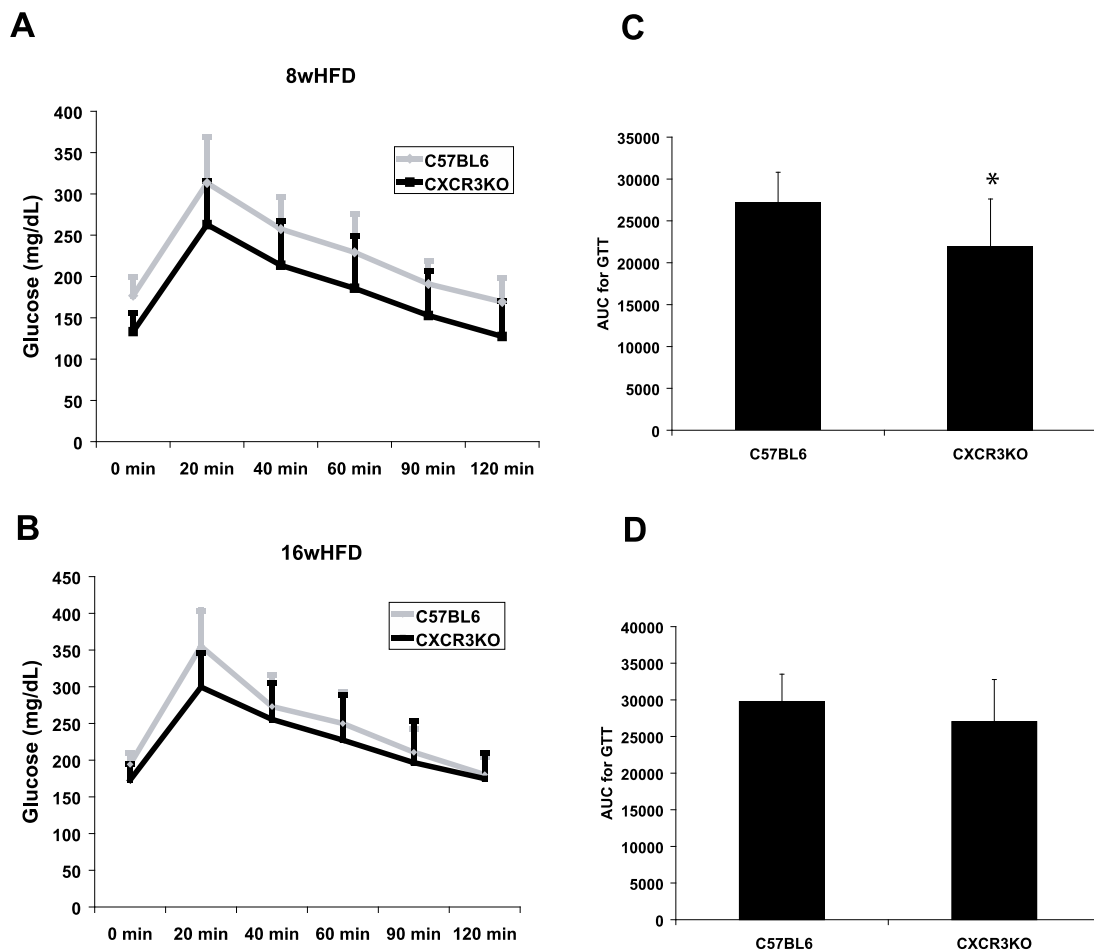 A
8wHFD
400
350
300
250
200
150
100
50
0
Glucose (mg/dL)
C57BL6
CXCR3KO
0 min 20 min 40 min 60 min 90 min 120 min
C
35000
30000
25000
20000
15000
10000
5000
0
AUC for GTT
*
C57BL6 CXCR3KO
B
16wHFD
450
400
350
300
250
200
150
100
50
0
Glucose (mg/dL)
C57BL6
CXCR3KO
0 min 20 min 40 min 60 min 90 min 120 min
D
40000
35000
30000
25000
20000
15000
10000
5000
0
AUC for GTT
C57BL6 CXCR3KO